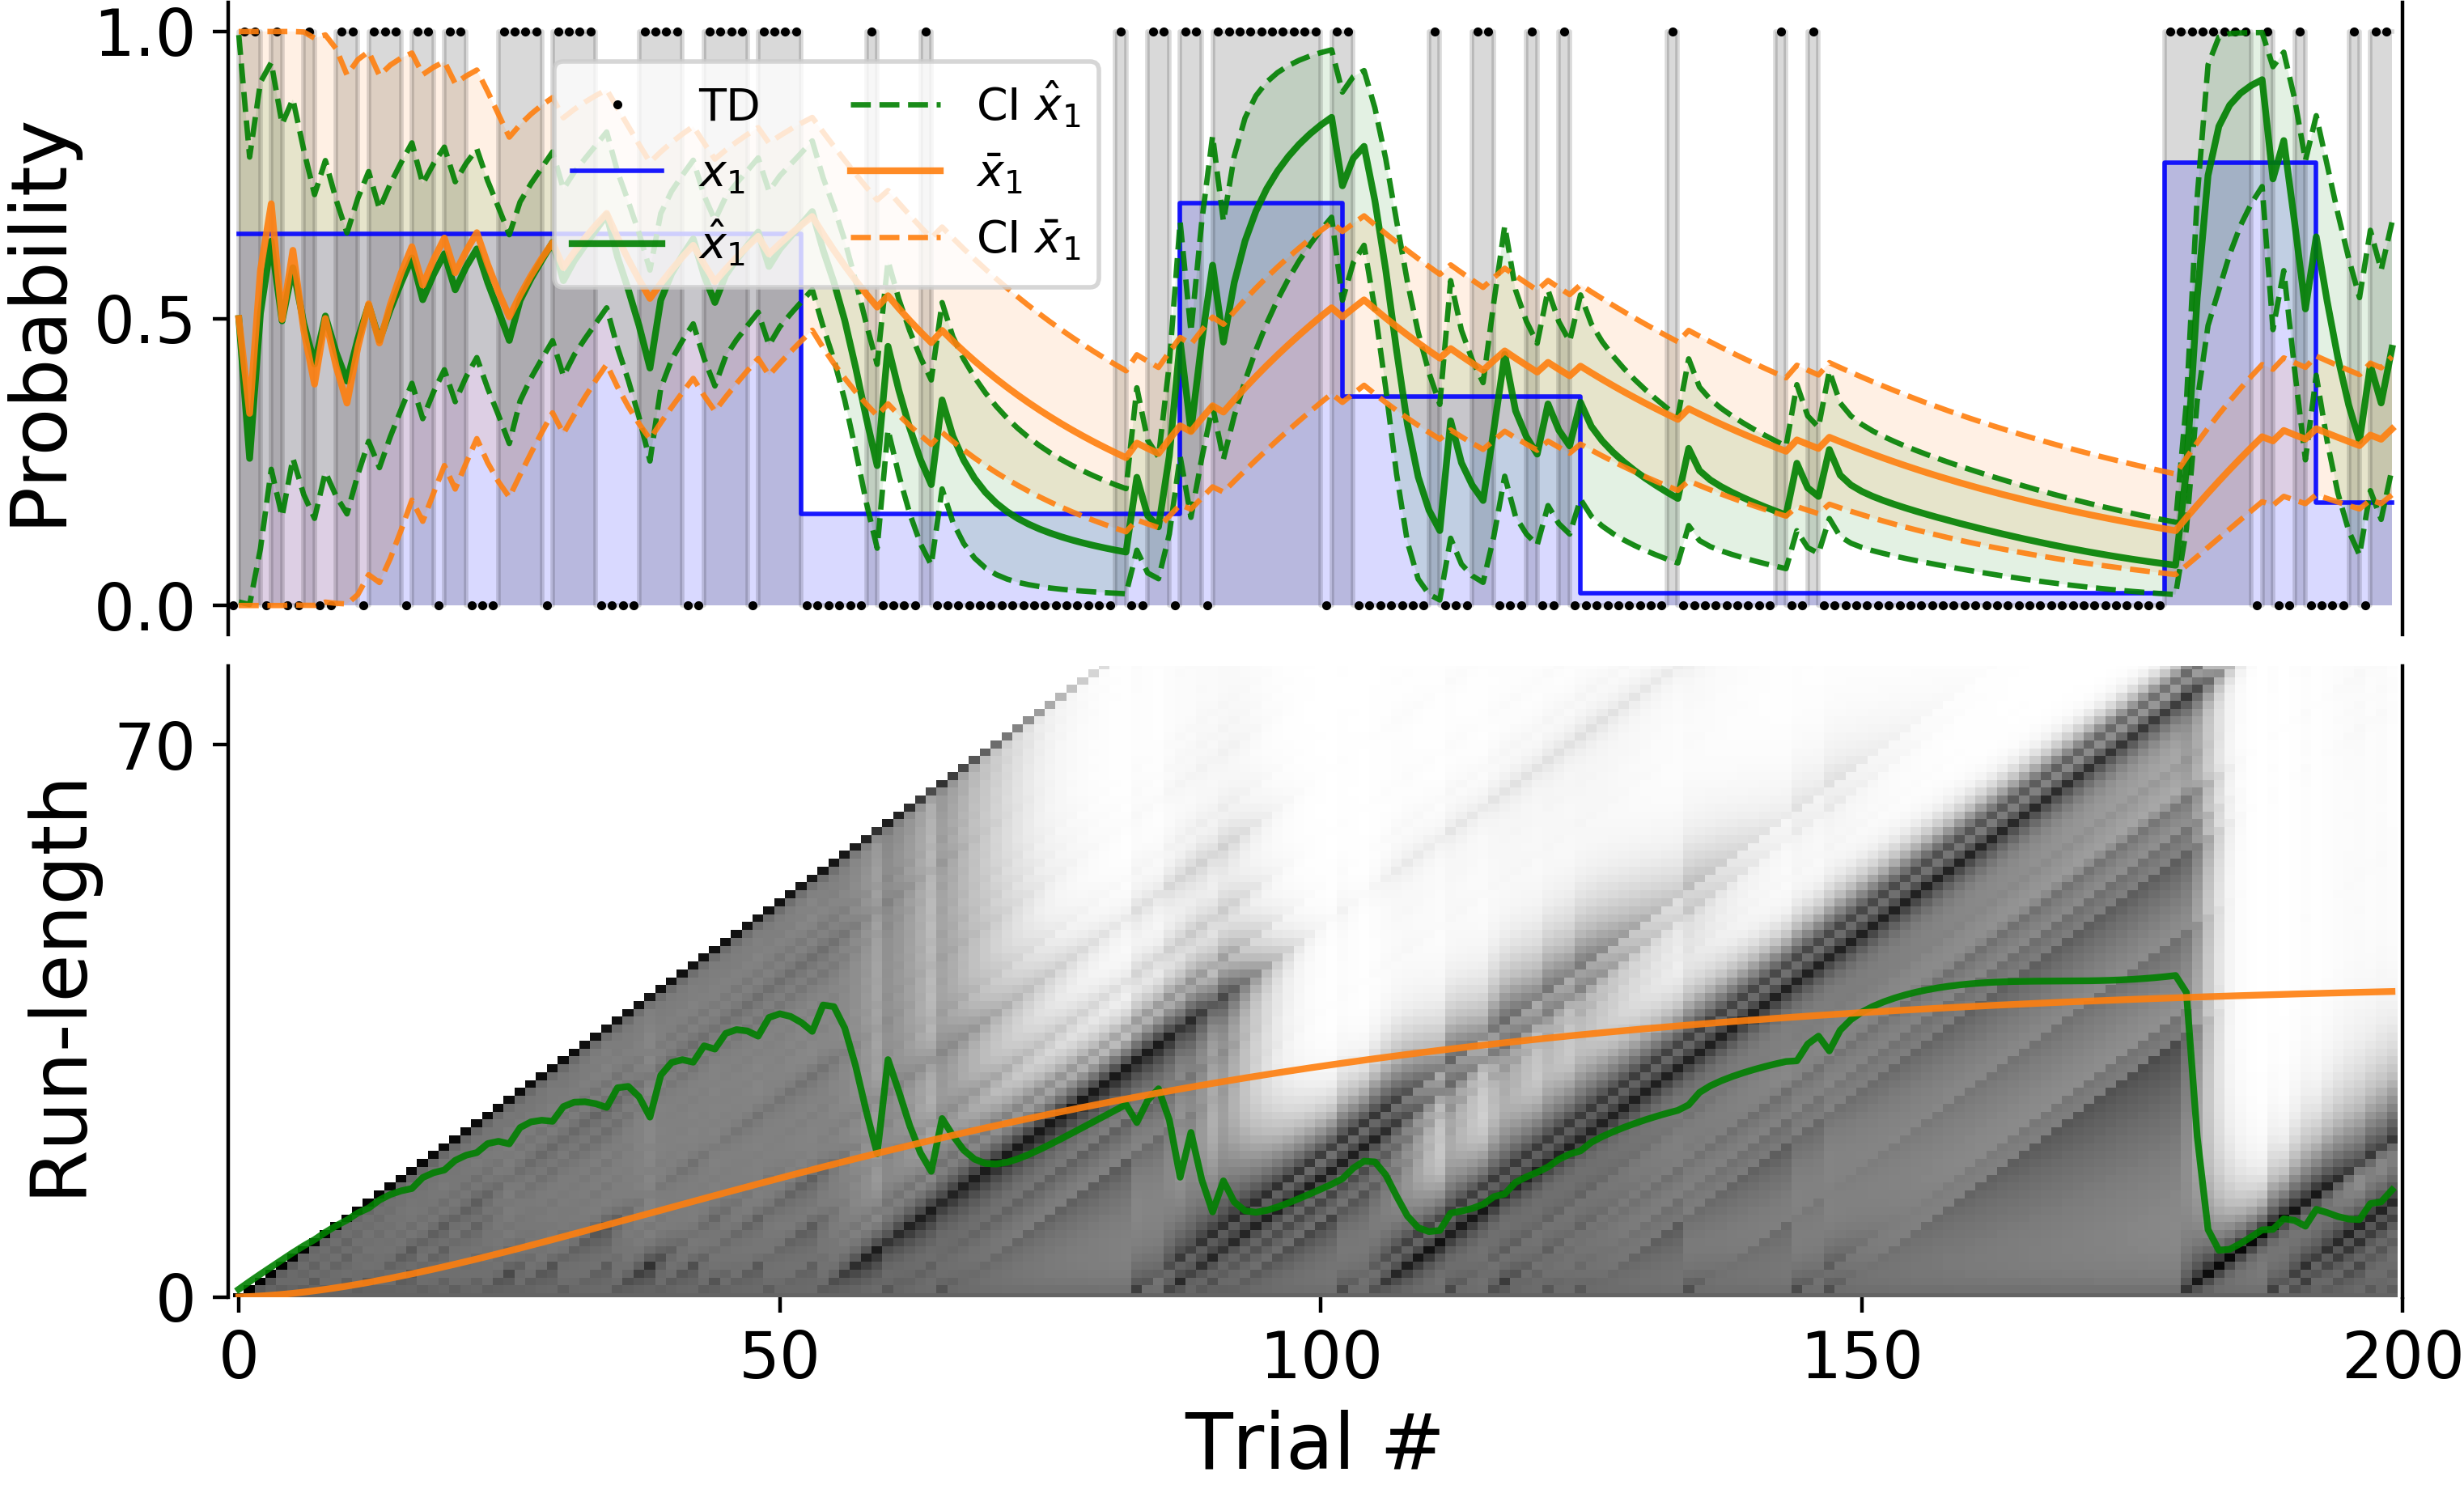 Probability
1.0
0.5
0.0
TD
x₁
x̂₁
CI x̂₁
x̄₁
CI x̄₁
Run-length
70
0
0 50 100 150 200
Trial #